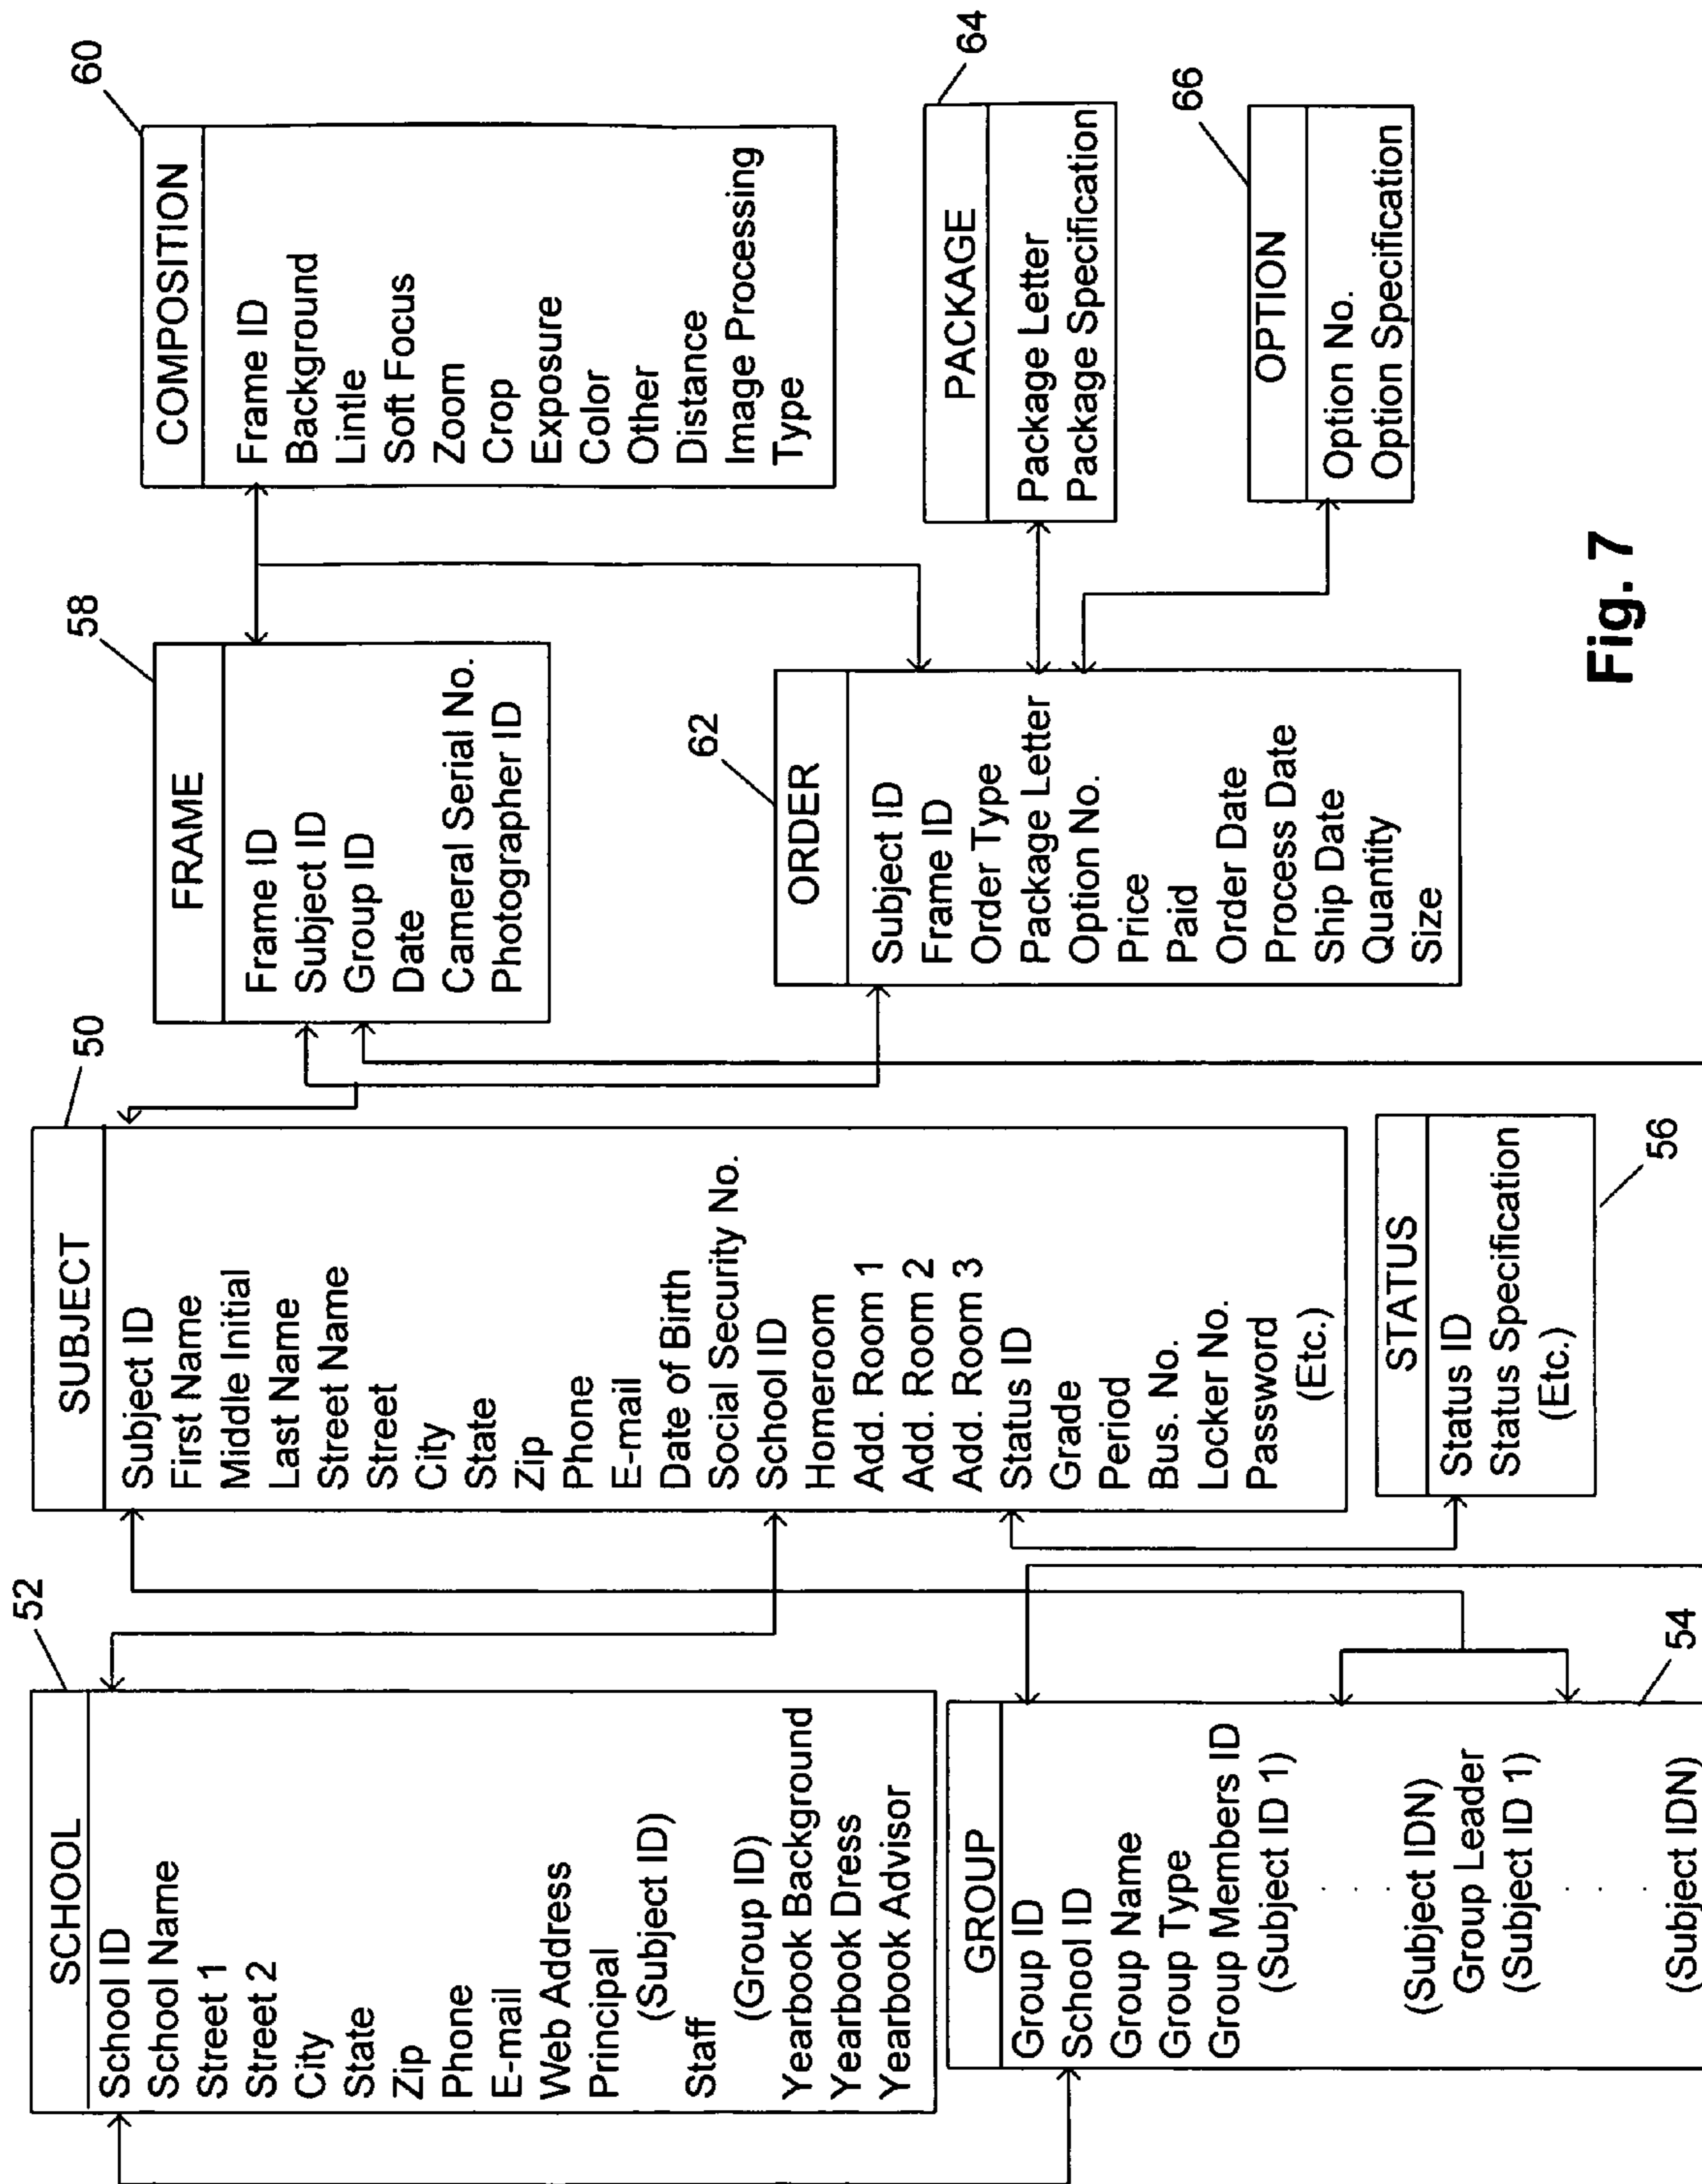 52
SCHOOL
School ID
School Name
Street 1
Street 2
City
State
Zip
Phone
E-mail
Web Address
Principal
(Subject ID)
Staff
(Group ID)
Yearbook Background
Yearbook Dress
Yearbook Advisor
GROUP
Group ID
School ID
Group Name
Group Type
Group Members ID
(Subject ID 1)
.
.
.
(Subject IDN)
Group Leader
(Subject ID 1)
.
.
.
(Subject IDN)
54
50
SUBJECT
Subject ID
First Name
Middle Initial
Last Name
Street Name
Street
City
State
Zip
Phone
E-mail
Date of Birth
Social Security No.
School ID
Homeroom
Add. Room 1
Add. Room 2
Add. Room 3
Status ID
Grade
Period
Bus. No.
Locker No.
Password
(Etc.)
STATUS
Status ID
Status Specification
(Etc.)
56
58
FRAME
Frame ID
Subject ID
Group ID
Date
Cameral Serial No.
Photographer ID
62
ORDER
Subject ID
Frame ID
Order Type
Package Letter
Option No.
Price
Paid
Order Date
Process Date
Ship Date
Quantity
Size
60
COMPOSITION
Frame ID
Background
Lintle
Soft Focus
Zoom
Crop
Exposure
Color
Other
Distance
Image Processing
Type
64
PACKAGE
Package Letter
Package Specification
66
OPTION
Option No.
Option Specification
Fig. 7